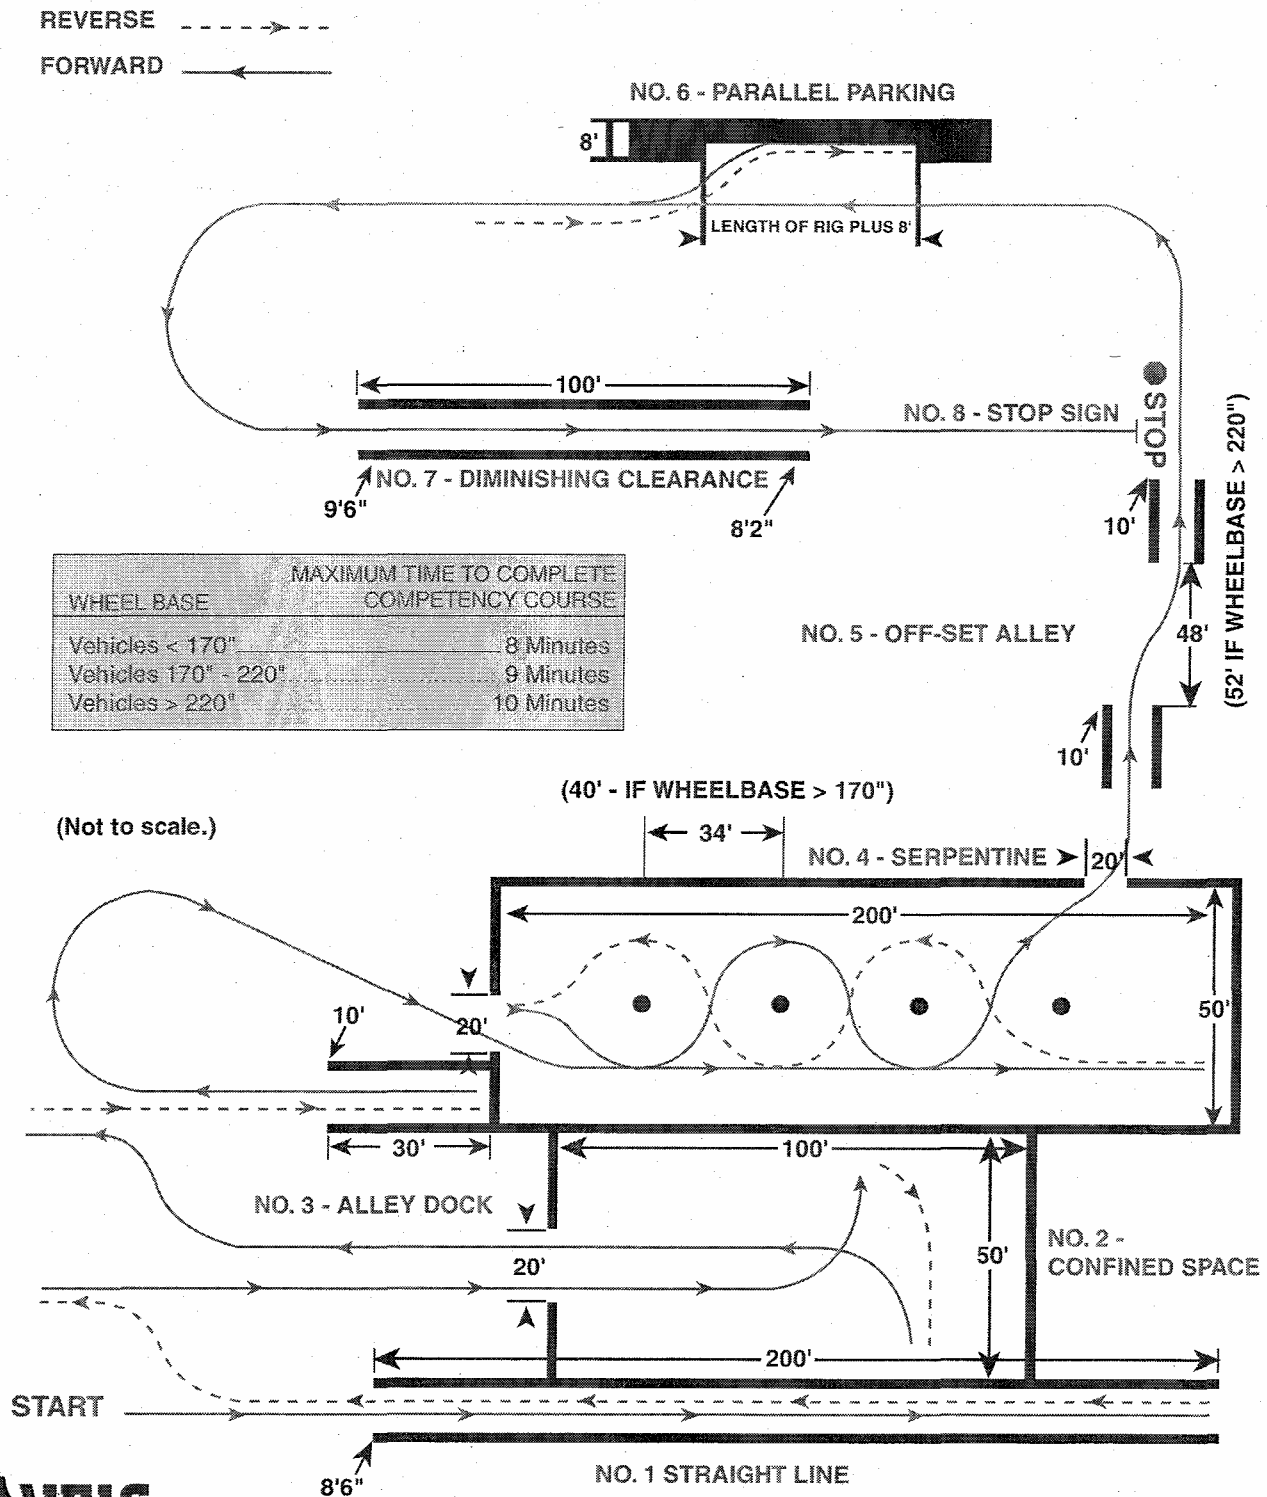 REVERSE
FORWARD
NO. 6 - PARALLEL PARKING
8'
LENGTH OF RIG PLUS 8'
100'
NO. 8 - STOP SIGN
STOP
NO. 7 - DIMINISHING CLEARANCE
9'6"
8'2"
10'
(52' IF WHEELBASE > 220")
MAXIMUM TIME TO COMPLETE
WHEEL BASE COMPETENCY COURSE
Vehicles < 170" 8 Minutes
Vehicles 170" - 220" 9 Minutes
Vehicles > 220" 10 Minutes
NO. 5 - OFF-SET ALLEY
48'
10'
(40' - IF WHEELBASE > 170")
(Not to scale.)
34'
NO. 4 - SERPENTINE
20'
200'
10'
20'
50'
30'
100'
NO. 3 - ALLEY DOCK
20'
50'
NO. 2 -
CONFINED SPACE
200'
START
8'6"
NO. 1 STRAIGHT LINE